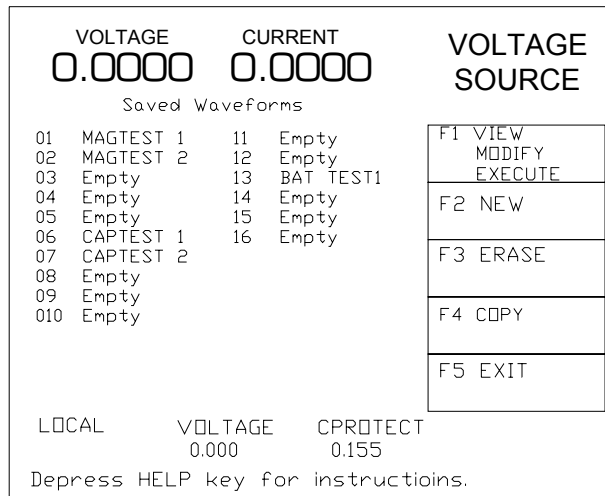 VOLTAGE CURRENT
0.0000 0.0000
VOLTAGE
SOURCE
Saved Waveforms
01 MAGTEST 1
02 MAGTEST 2
03 Empty
04 Empty
05 Empty
06 CAPTEST 1
07 CAPTEST 2
08 Empty
09 Empty
010 Empty
11 Empty
12 Empty
13 BAT TEST1
14 Empty
15 Empty
16 Empty
F1 VIEW
MODIFY
EXECUTE
F2 NEW
F3 ERASE
F4 COPY
F5 EXIT
LOCAL VOLTAGE CPROTECT
0.000 0.155
Depress HELP key for instructioins.